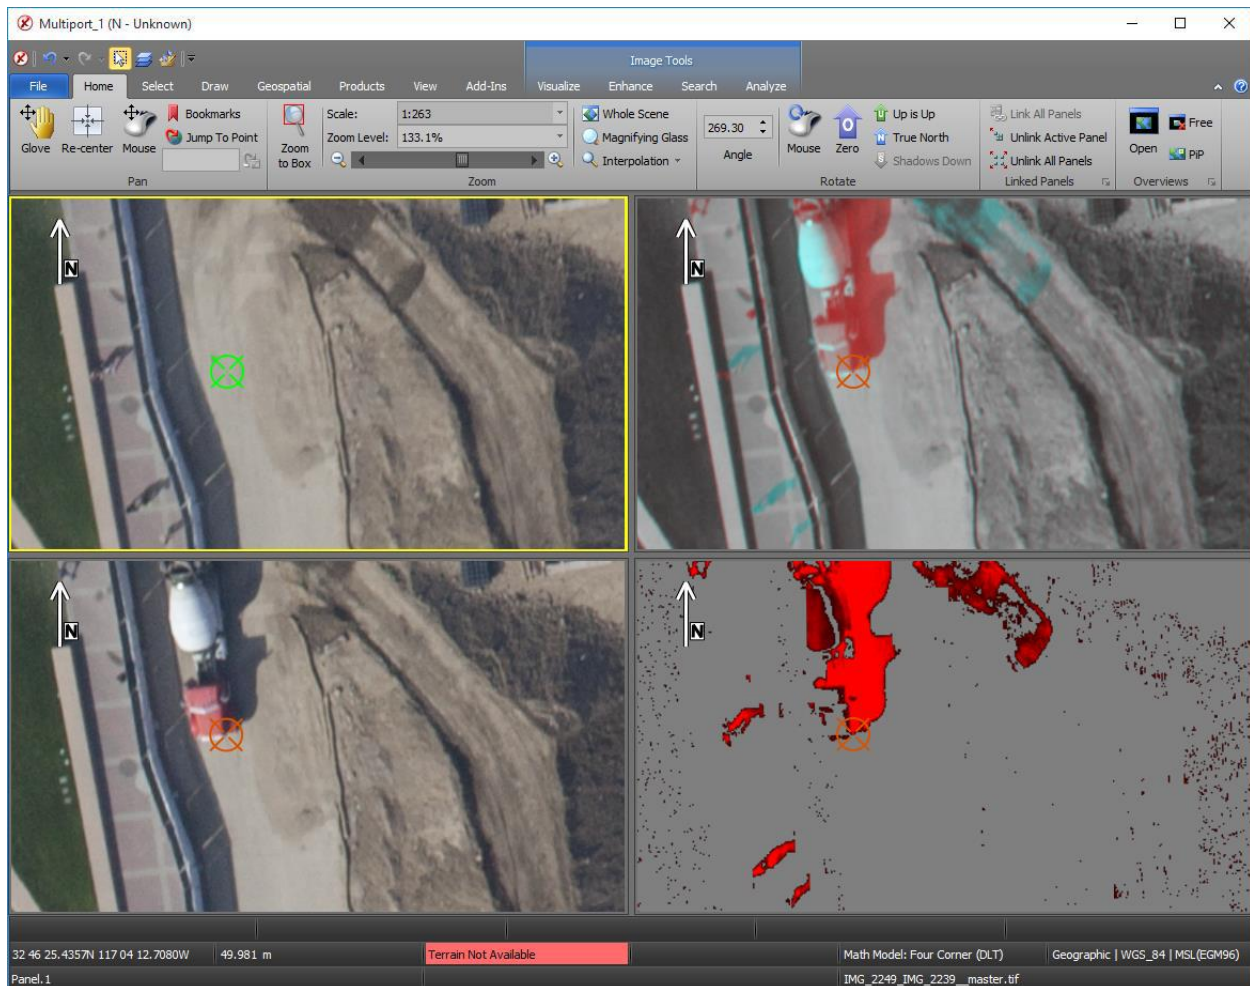 Multiport_1 (N - Unknown)
Image Tools
File Home Select Draw Geospatial Products View Add-Ins Visualize Enhance Search Analyze
Glove Re-center Mouse Bookmarks Jump To Point Pan
Zoom to Box Scale: 1:263 Zoom Level: 133.1% Whole Scene Magnifying Glass Interpolation Zoom
269.30 Angle Mouse O Zero Up is Up True North Shadows Down Rotate
Link All Panels Unlink Active Panel Unlink All Panels Linked Panels
Open Free PiP Overviews
N
N
N
N
32 46 25.4357N 117 04 12.7080W 49.981 m Terrain Not Available Math Model: Four Corner (DLT) Geographic | WGS_84 | MSL(EGM96)
Panel.1 IMG_2249_IMG_2239__master.tif